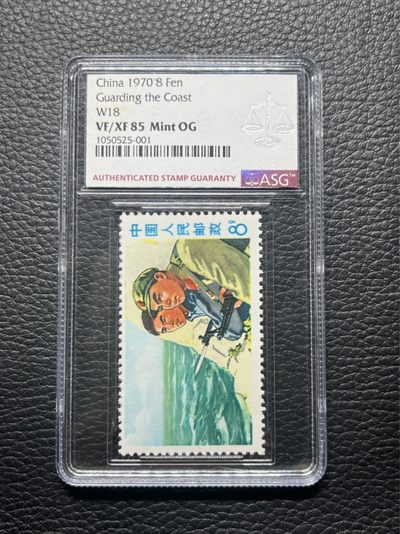 China 1970 8 Fen
Guarding the Coast
W18
VF/XF 85 Mint OG
1050525-001
AUTHENTICATED STAMP GUARANTY
ASG
中国人民邮政 8分